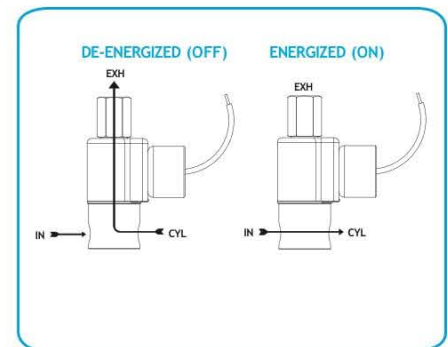 DE-ENERGIZED (OFF)
EXH
IN
CYL
ENERGIZED (ON)
EXH
IN
CYL